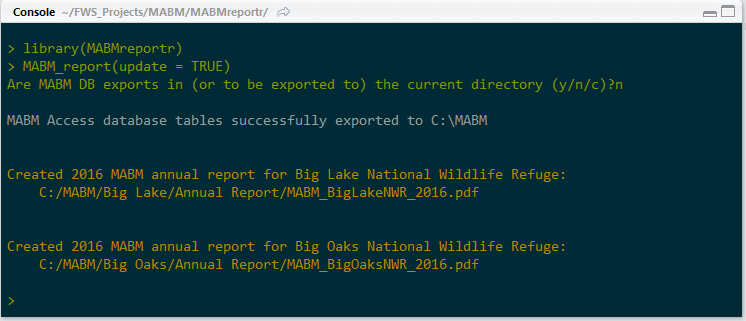 Console ~/FWS_Projects/MABM/MABMreportr/
> library(MABMreportr)
> MABM_report(update = TRUE)
Are MABM DB exports in (or to be exported to) the current directory (y/n/c)?n
MABM Access database tables successfully exported to C:\MABM
Created 2016 MABM annual report for Big Lake National Wildlife Refuge:
C:/MABM/Big Lake/Annual Report/MABM_BigLakeNWR_2016.pdf
Created 2016 MABM annual report for Big Oaks National Wildlife Refuge:
C:/MABM/Big Oaks/Annual Report/MABM_BigOaksNWR_2016.pdf
>